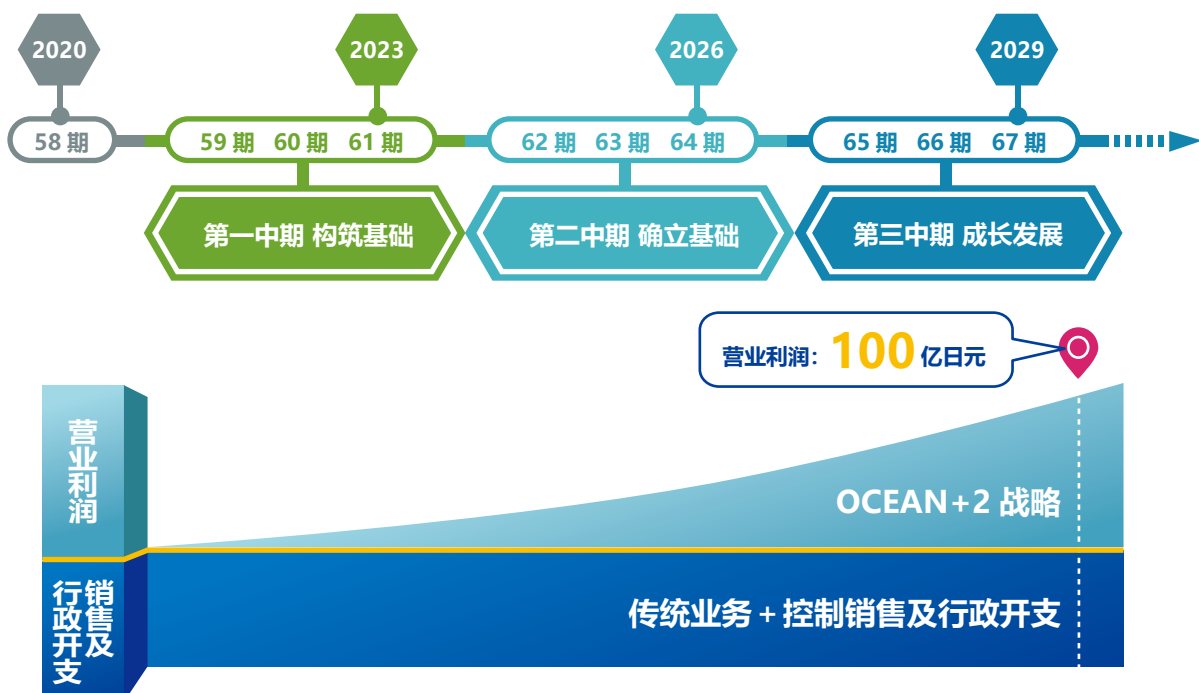 2020
2023
2026
2029
58 期
59 期 60 期 61 期
62 期 63 期 64 期
65 期 66 期 67 期
第一中期 构筑基础
第二中期 确立基础
第三中期 成长发展
营业利润：100 亿日元
营业利润
OCEAN+2 战略
销售及行政开支
传统业务 + 控制销售及行政开支